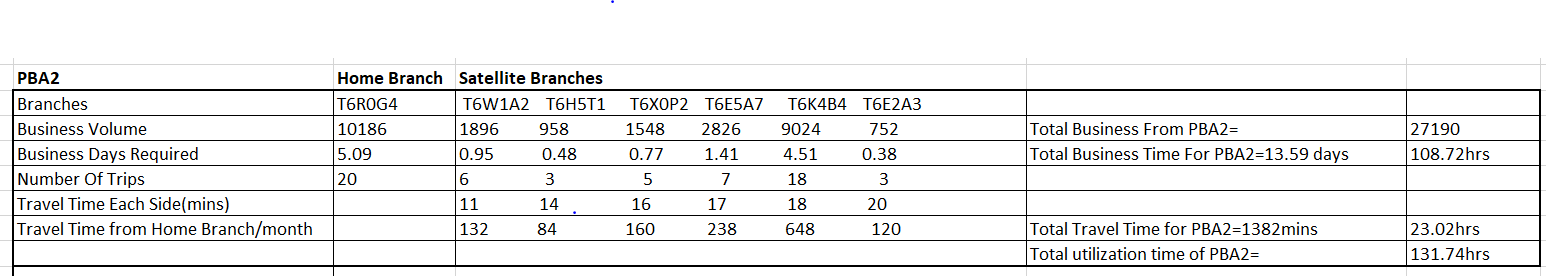 PBA2 Home Branch Satellite Branches
Branches T6R0G4 T6W1A2 T6H5T1 T6X0P2 T6E5A7 T6K4B4 T6E2A3
Business Volume 10186 1896 958 1548 2826 9024 752 Total Business From PBA2= 27190
Business Days Required 5.09 0.95 0.48 0.77 1.41 4.51 0.38 Total Business Time For PBA2=13.59 days 108.72hrs
Number Of Trips 20 6 3 5 7 18 3
Travel Time Each Side(mins) 11 14 16 17 18 20
Travel Time from Home Branch/month 132 84 160 238 648 120 Total Travel Time for PBA2=1382mins 23.02hrs
Total utilization time of PBA2= 131.74hrs